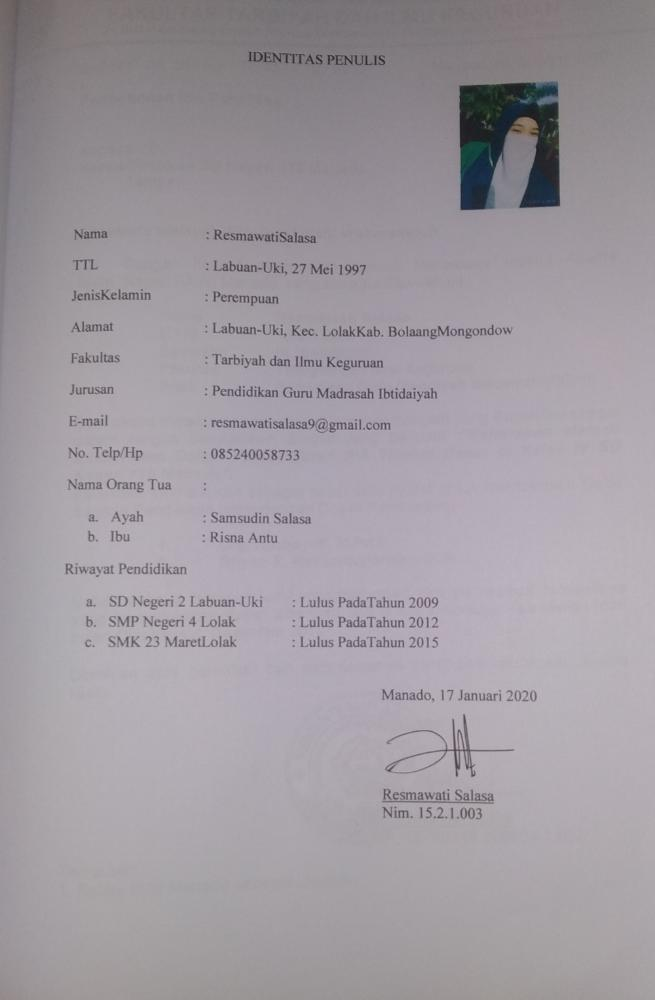 IDENTITAS PENULIS
Nama : ResmawatiSalasa
TTL : Labuan-Uki, 27 Mei 1997
JenisKelamin : Perempuan
Alamat : Labuan-Uki, Kec. LolakKab. BolaangMongondow
Fakultas : Tarbiyah dan Ilmu Keguruan
Jurusan : Pendidikan Guru Madrasah Ibtidaiyah
E-mail : resmawatisalasa9@gmail.com
No. Telp/Hp : 085240058733
Nama Orang Tua :
a. Ayah : Samsudin Salasa
b. Ibu : Risna Antu
Riwayat Pendidikan
a. SD Negeri 2 Labuan-Uki : Lulus PadaTahun 2009
b. SMP Negeri 4 Lolak : Lulus PadaTahun 2012
c. SMK 23 MaretLolak : Lulus PadaTahun 2015
Manado, 17 Januari 2020
Resmawati Salasa
Nim. 15.2.1.003